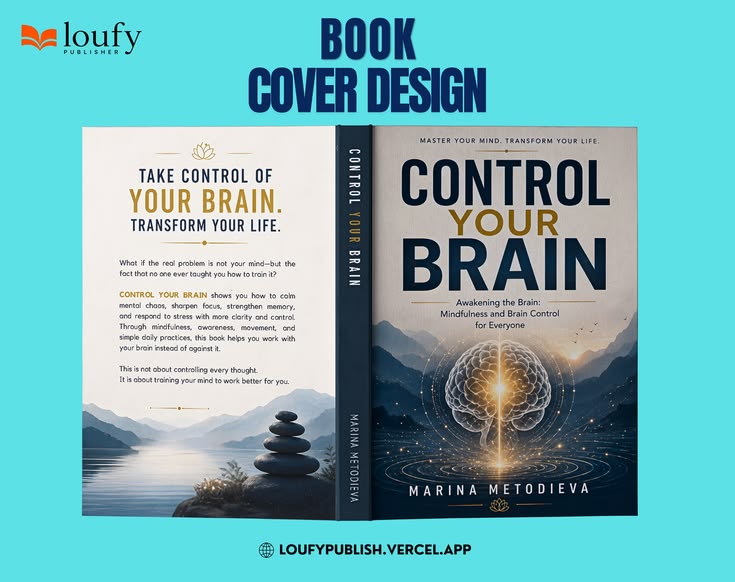 loufy
PUBLISHER
BOOK
COVER DESIGN
TAKE CONTROL OF
YOUR BRAIN.
TRANSFORM YOUR LIFE.
What if the real problem is not your mind—but the
fact that no one ever taught you how to train it?
CONTROL YOUR BRAIN shows you how to calm
mental chaos, sharpen focus, strengthen memory,
and respond to stress with more clarity and control.
Through mindfulness, awareness, movement, and
simple daily practices, this book helps you work with
your brain instead of against it.
This is not about controlling every thought.
It is about training your mind to work better for you.
CONTROL YOUR BRAIN
MARINA METODIEVA
MASTER YOUR MIND. TRANSFORM YOUR LIFE.
CONTROL
YOUR
BRAIN
Awakening the Brain:
Mindfulness and Brain Control
for Everyone
MARINA METODIEVA
LOUFYPUBLISH.VERCEL.APP